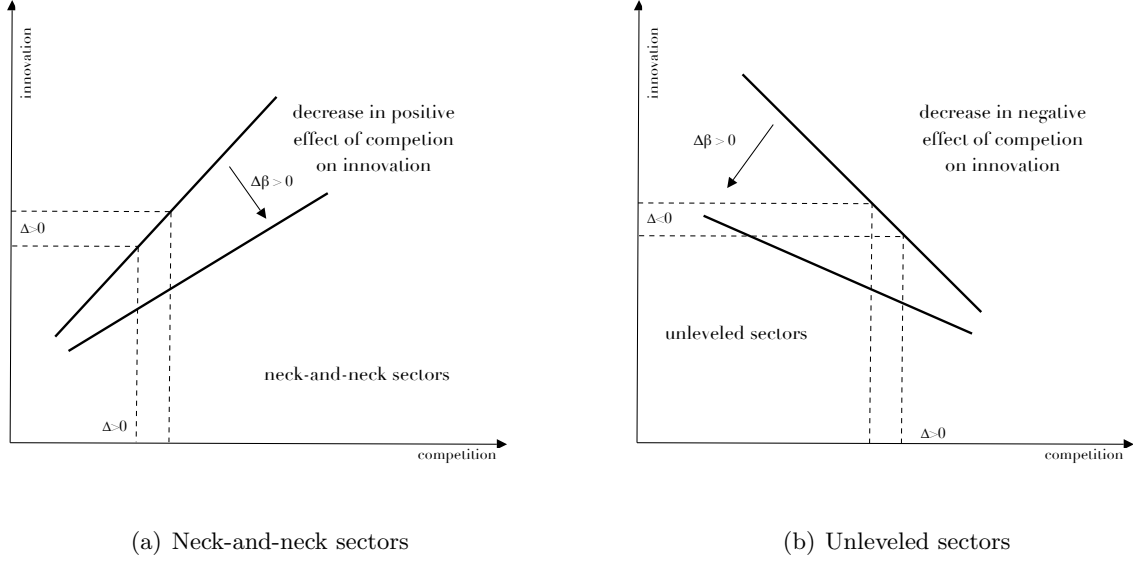 innovation
decrease in positive
effect of competion
on innovation
Δβ > 0
Δ>0
neck-and-neck sectors
Δ>0
competition
(a) Neck-and-neck sectors
innovation
decrease in negative
effect of competion
on innovation
Δβ > 0
Δ<0
unleveled sectors
Δ>0
competition
(b) Unleveled sectors